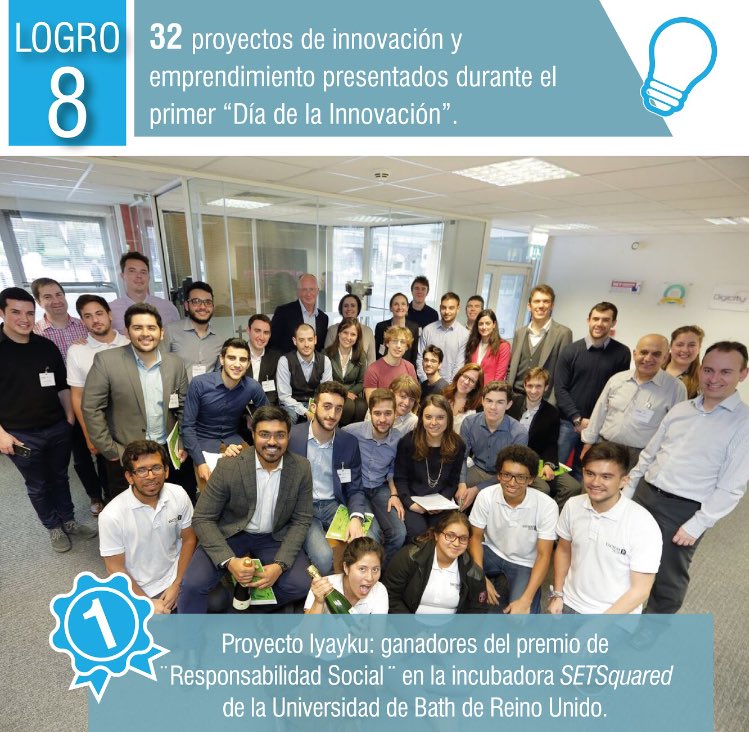 LOGRO
8
32 proyectos de innovación y
emprendimiento presentados durante el
primer “Día de la Innovación”.
Digicity
1
Proyecto Iyayku: ganadores del premio de
¨Responsabilidad Social¨ en la incubadora SETSquared
de la Universidad de Bath de Reino Unido.